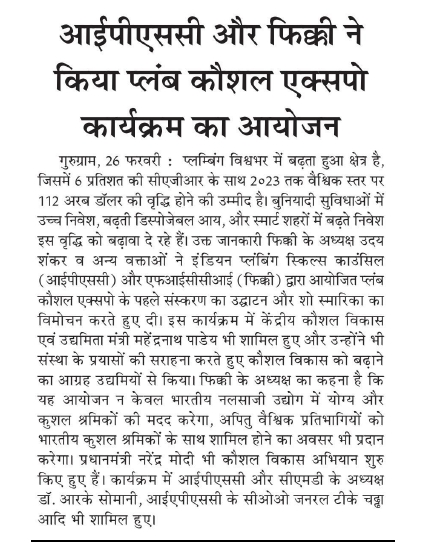 आईपीएससी और फिक्की ने
किया प्लंब कौशल एक्सपो
कार्यक्रम का आयोजन
गुरुग्राम, 26 फरवरी : प्लम्बिंग विश्वभर में बढ़ता हुआ क्षेत्र है,
जिसमें 6 प्रतिशत की सीएजीआर के साथ 2०23 तक वैश्विक स्तर पर
112 अरब डॉलर की वृद्धि होने की उम्मीद है। बुनियादी सुविधाओं में
उच्च निवेश, बढ़ती डिस्पोजेबल आय, और स्मार्ट शहरों में बढ़ते निवेश
इस वृद्धि को बढ़ावा दे रहे हैं। उक्त जानकारी फिक्की के अध्यक्ष उदय
शंकर व अन्य वक्ताओं ने इंडियन प्लंबिंग स्किल्स काउंसिल
(आईपीएससी) और एफआईसीसीआई (फिक्की) द्वारा आयोजित प्लंब
कौशल एक्सपो के पहले संस्करण का उद्घाटन और शो स्मारिका का
विमोचन करते हुए दी। इस कार्यक्रम में केंद्रीय कौशल विकास
एवं उद्यमिता मंत्री महेंद्रनाथ पाडेय भी शामिल हुए और उन्होंने भी
संस्था के प्रयासों की सराहना करते हुए कौशल विकास को बढ़ाने
का आग्रह उद्यमियों से किया। फिक्की के अध्यक्ष का कहना है कि
यह आयोजन न केवल भारतीय नलसाजी उद्योग में योग्य और
कुशल श्रमिकों की मदद करेगा, अपितु वैश्विक प्रतिभागियों को
भारतीय कुशल श्रमिकों के साथ शामिल होने का अवसर भी प्रदान
करेगा। प्रधानमंत्री नरेंद्र मोदी भी कौशल विकास अभियान शुरु
किए हुए हैं। कार्यक्रम में आईपीएससी और सीएमडी के अध्यक्ष
डॉ. आरके सोमानी, आईएपीएससी के सीओओ जनरल टीके चड्ढा
आदि भी शामिल हुए।